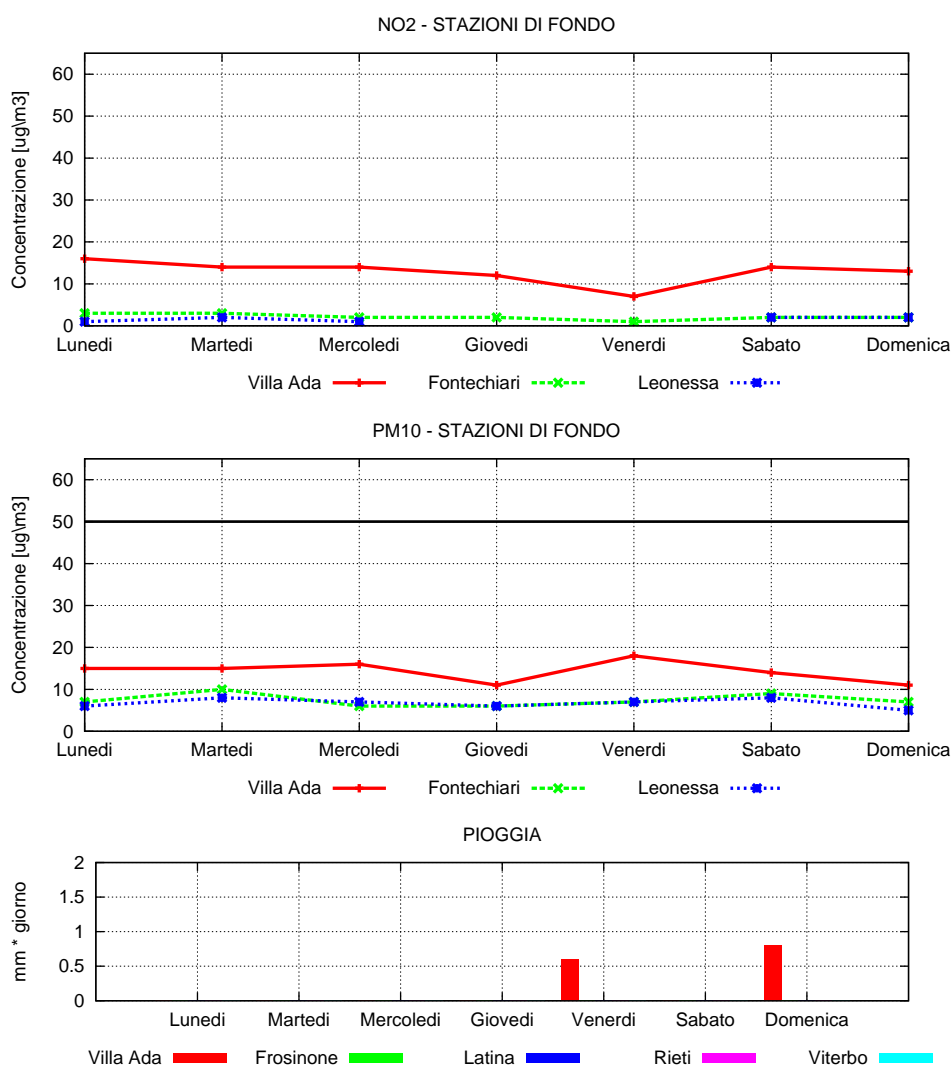 NO2 - STAZIONI DI FONDO
Concentrazione [ug\m3]
60
50
40
30
20
10
0
Lunedi Martedi Mercoledi Giovedi Venerdi Sabato Domenica
Villa Ada Fontechiari Leonessa
PM10 - STAZIONI DI FONDO
Concentrazione [ug\m3]
60
50
40
30
20
10
0
Lunedi Martedi Mercoledi Giovedi Venerdi Sabato Domenica
Villa Ada Fontechiari Leonessa
PIOGGIA
mm * giorno
2
1.5
1
0.5
0
Lunedi Martedi Mercoledi Giovedi Venerdi Sabato Domenica
Villa Ada Frosinone Latina Rieti Viterbo